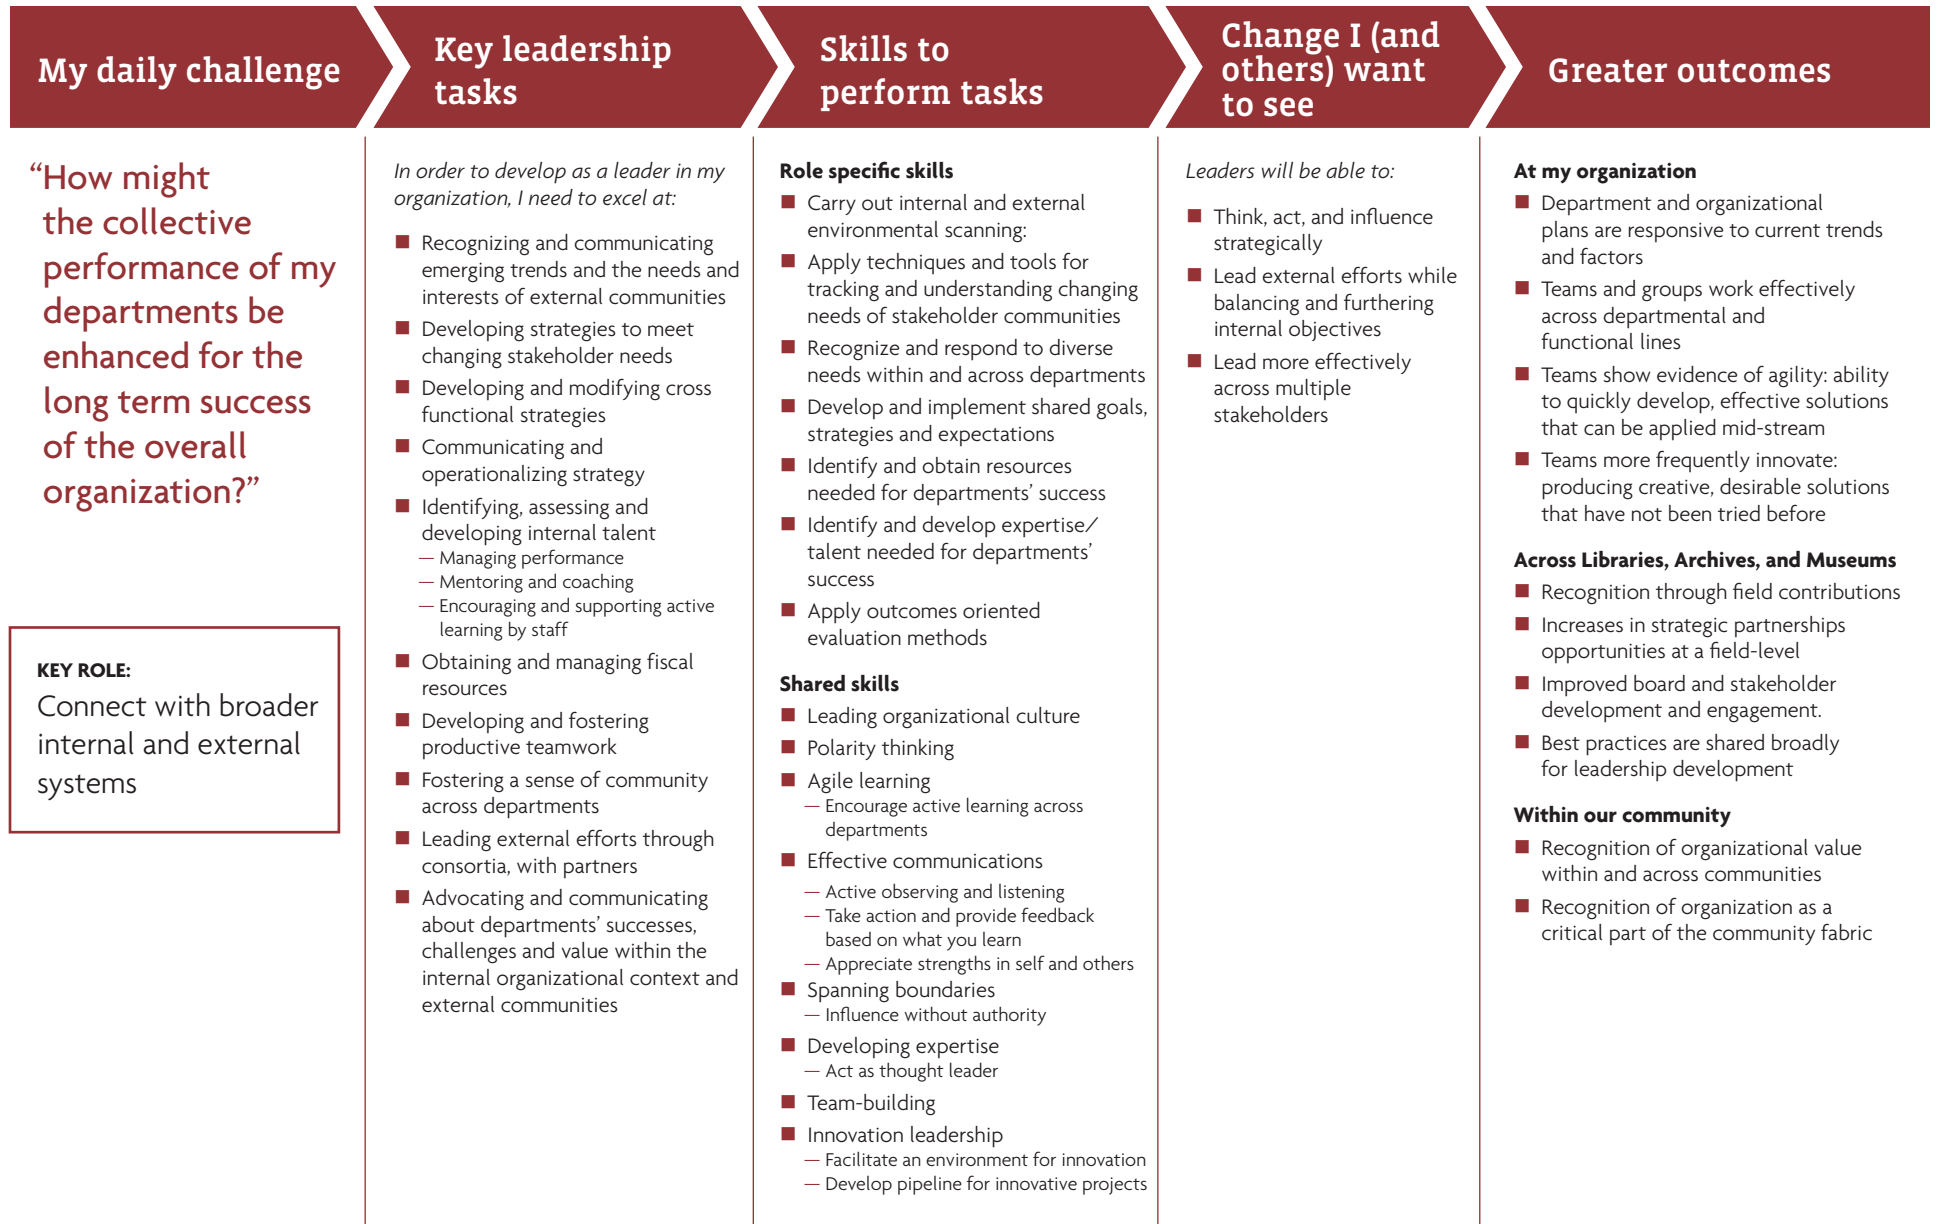 My daily challenge
Key leadership
tasks
Skills to
perform tasks
Change I (and
others) want
to see
Greater outcomes
“How might
the collective
performance of my
departments be
enhanced for the
long term success
of the overall
organization?”
KEY ROLE:
Connect with broader
internal and external
systems
In order to develop as a leader in my
organization, I need to excel at:
Recognizing and communicating
emerging trends and the needs and
interests of external communities
Developing strategies to meet
changing stakeholder needs
Developing and modifying cross
functional strategies
Communicating and
operationalizing strategy
Identifying, assessing and
developing internal talent
— Managing performance
— Mentoring and coaching
— Encouraging and supporting active
learning by staff
Obtaining and managing fiscal
resources
Developing and fostering
productive teamwork
Fostering a sense of community
across departments
Leading external efforts through
consortia, with partners
Advocating and communicating
about departments’ successes,
challenges and value within the
internal organizational context and
external communities
Role specific skills
Carry out internal and external
environmental scanning:
Apply techniques and tools for
tracking and understanding changing
needs of stakeholder communities
Recognize and respond to diverse
needs within and across departments
Develop and implement shared goals,
strategies and expectations
Identify and obtain resources
needed for departments’ success
Identify and develop expertise/
talent needed for departments’
success
Apply outcomes oriented
evaluation methods
Shared skills
Leading organizational culture
Polarity thinking
Agile learning
— Encourage active learning across
departments
Effective communications
— Active observing and listening
— Take action and provide feedback
based on what you learn
— Appreciate strengths in self and others
Spanning boundaries
— Influence without authority
Developing expertise
— Act as thought leader
Team-building
Innovation leadership
— Facilitate an environment for innovation
— Develop pipeline for innovative projects
Leaders will be able to:
Think, act, and influence
strategically
Lead external efforts while
balancing and furthering
internal objectives
Lead more effectively
across multiple
stakeholders
At my organization
Department and organizational
plans are responsive to current trends
and factors
Teams and groups work effectively
across departmental and
functional lines
Teams show evidence of agility: ability
to quickly develop, effective solutions
that can be applied mid-stream
Teams more frequently innovate:
producing creative, desirable solutions
that have not been tried before
Across Libraries, Archives, and Museums
Recognition through field contributions
Increases in strategic partnerships
opportunities at a field-level
Improved board and stakeholder
development and engagement.
Best practices are shared broadly
for leadership development
Within our community
Recognition of organizational value
within and across communities
Recognition of organization as a
critical part of the community fabric